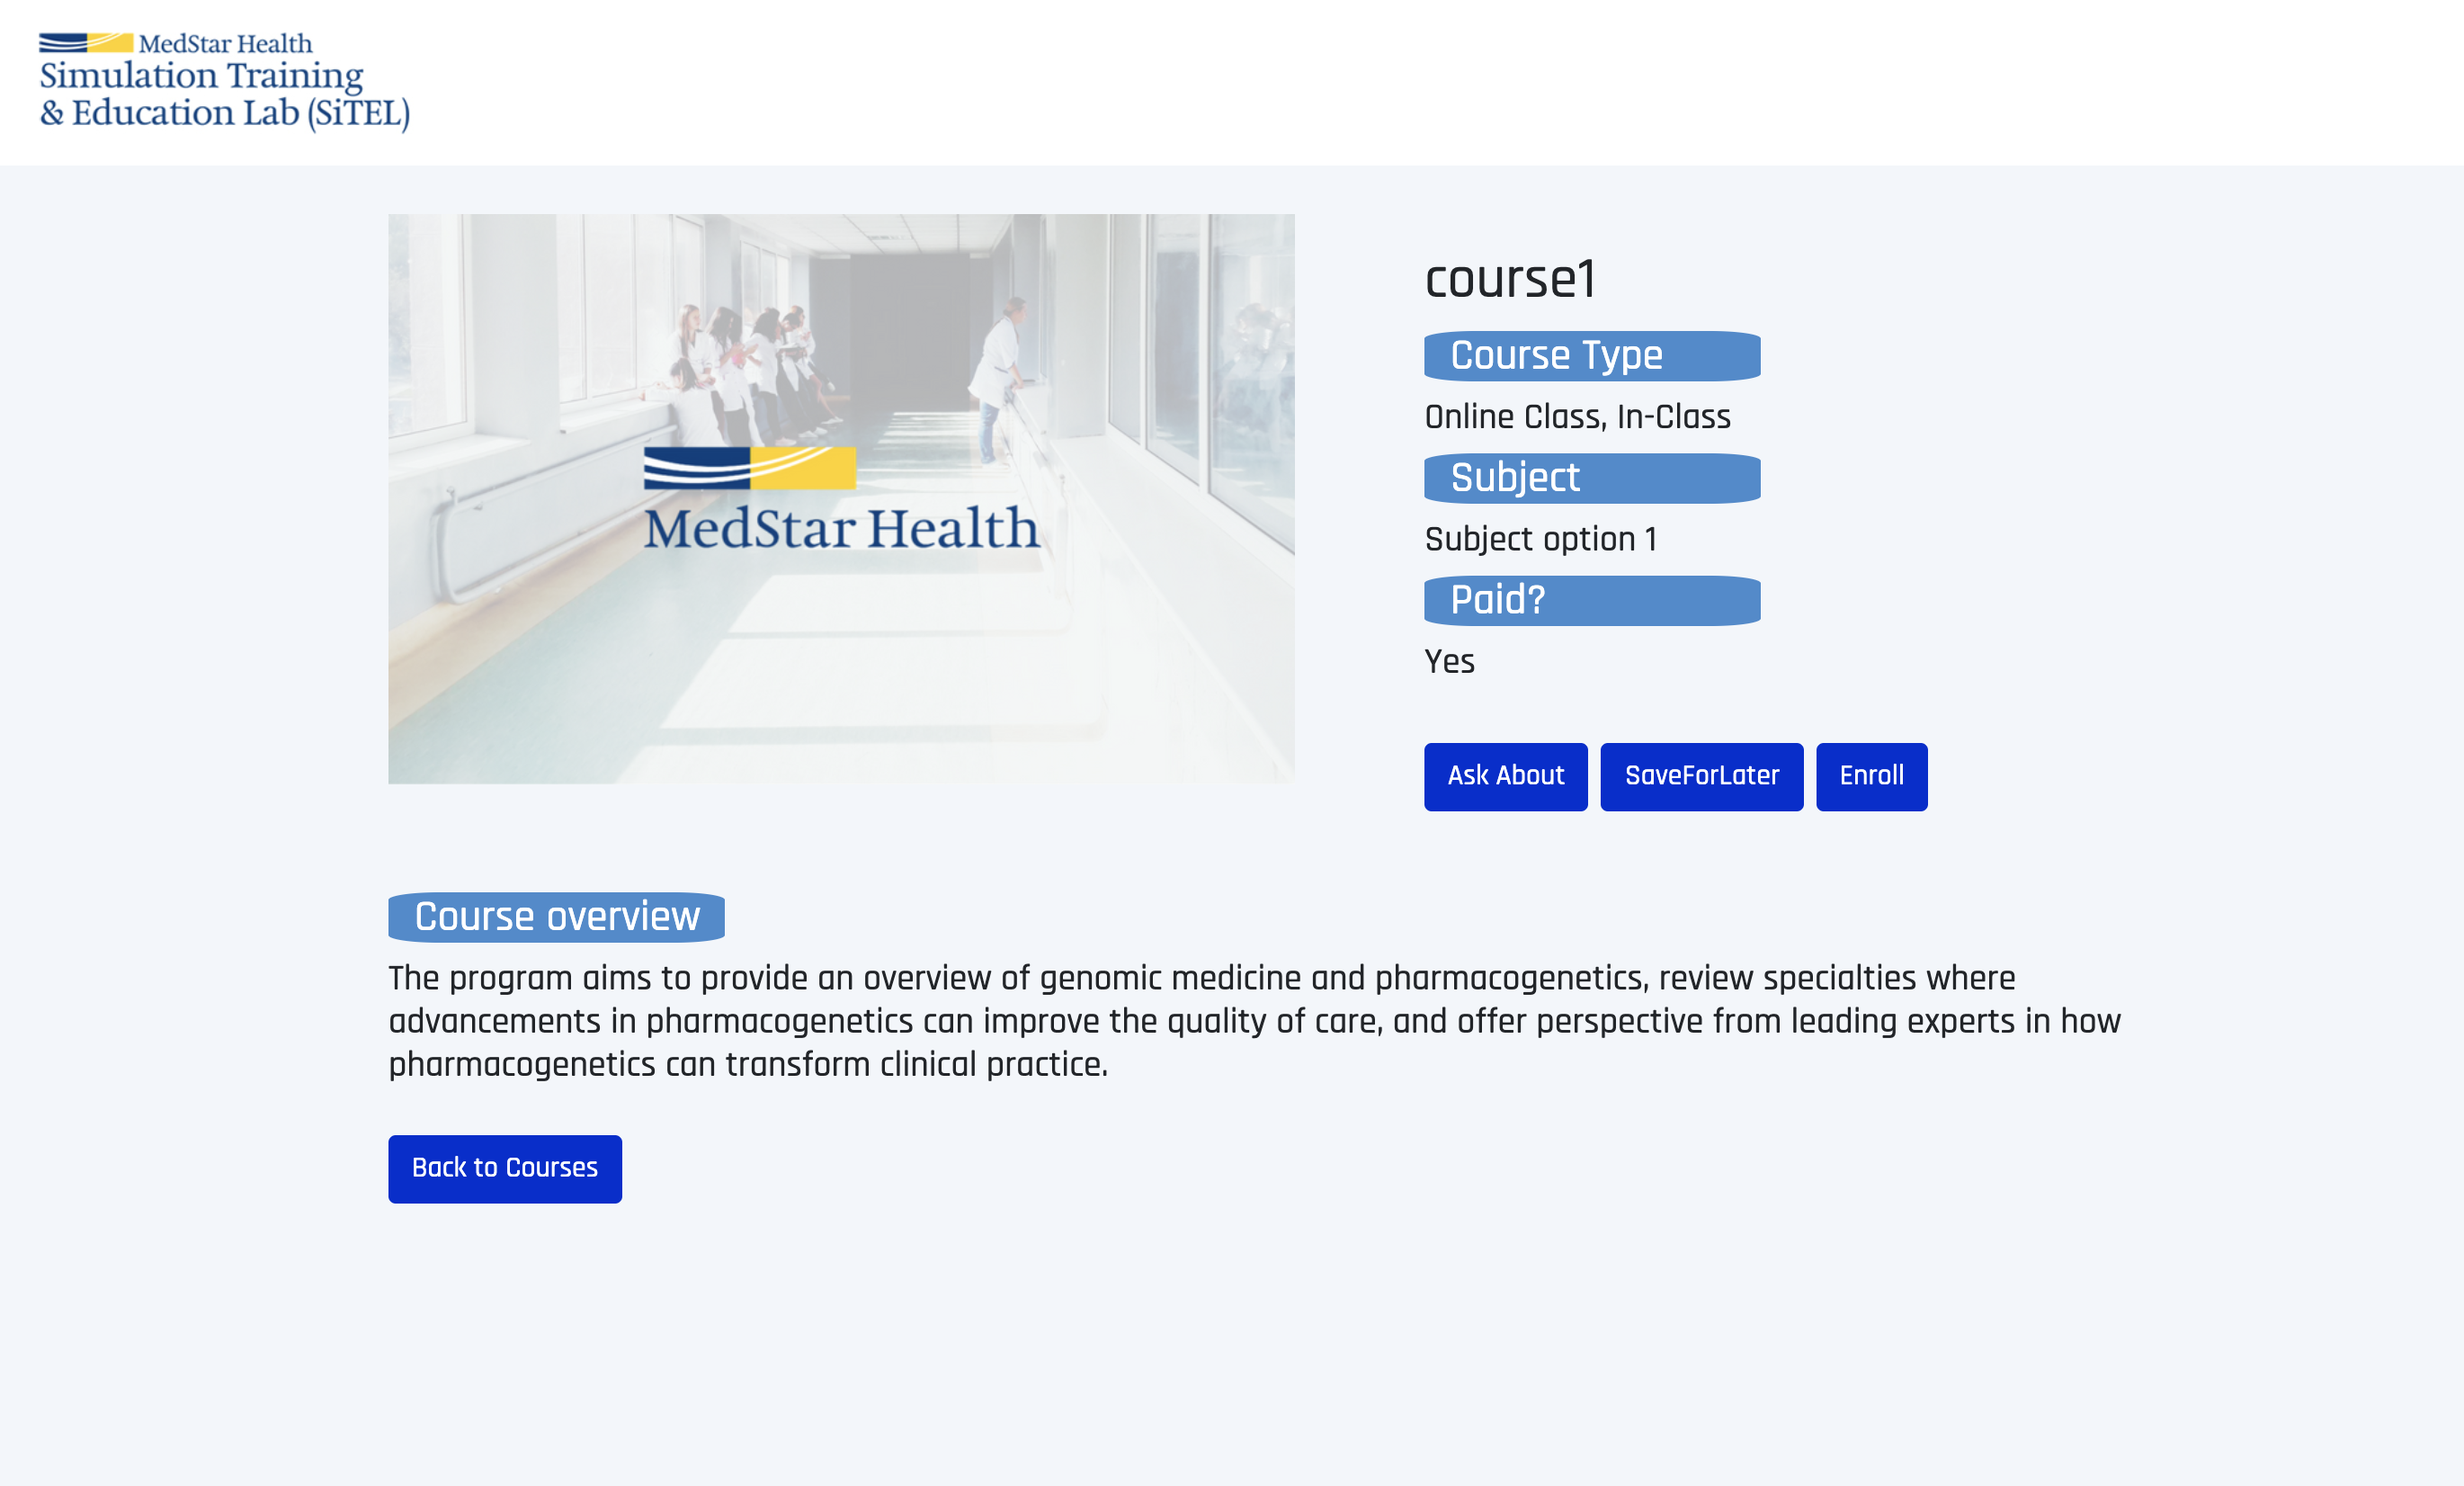 MedStar Health
Simulation Training
& Education Lab (SiTEL)
MedStar Health
course1
Course Type
Online Class, In-Class
Subject
Subject option 1
Paid?
Yes
Ask About
SaveForLater
Enroll
Course overview
The program aims to provide an overview of genomic medicine and pharmacogenetics, review specialties where
advancements in pharmacogenetics can improve the quality of care, and offer perspective from leading experts in how
pharmacogenetics can transform clinical practice.
Back to Courses